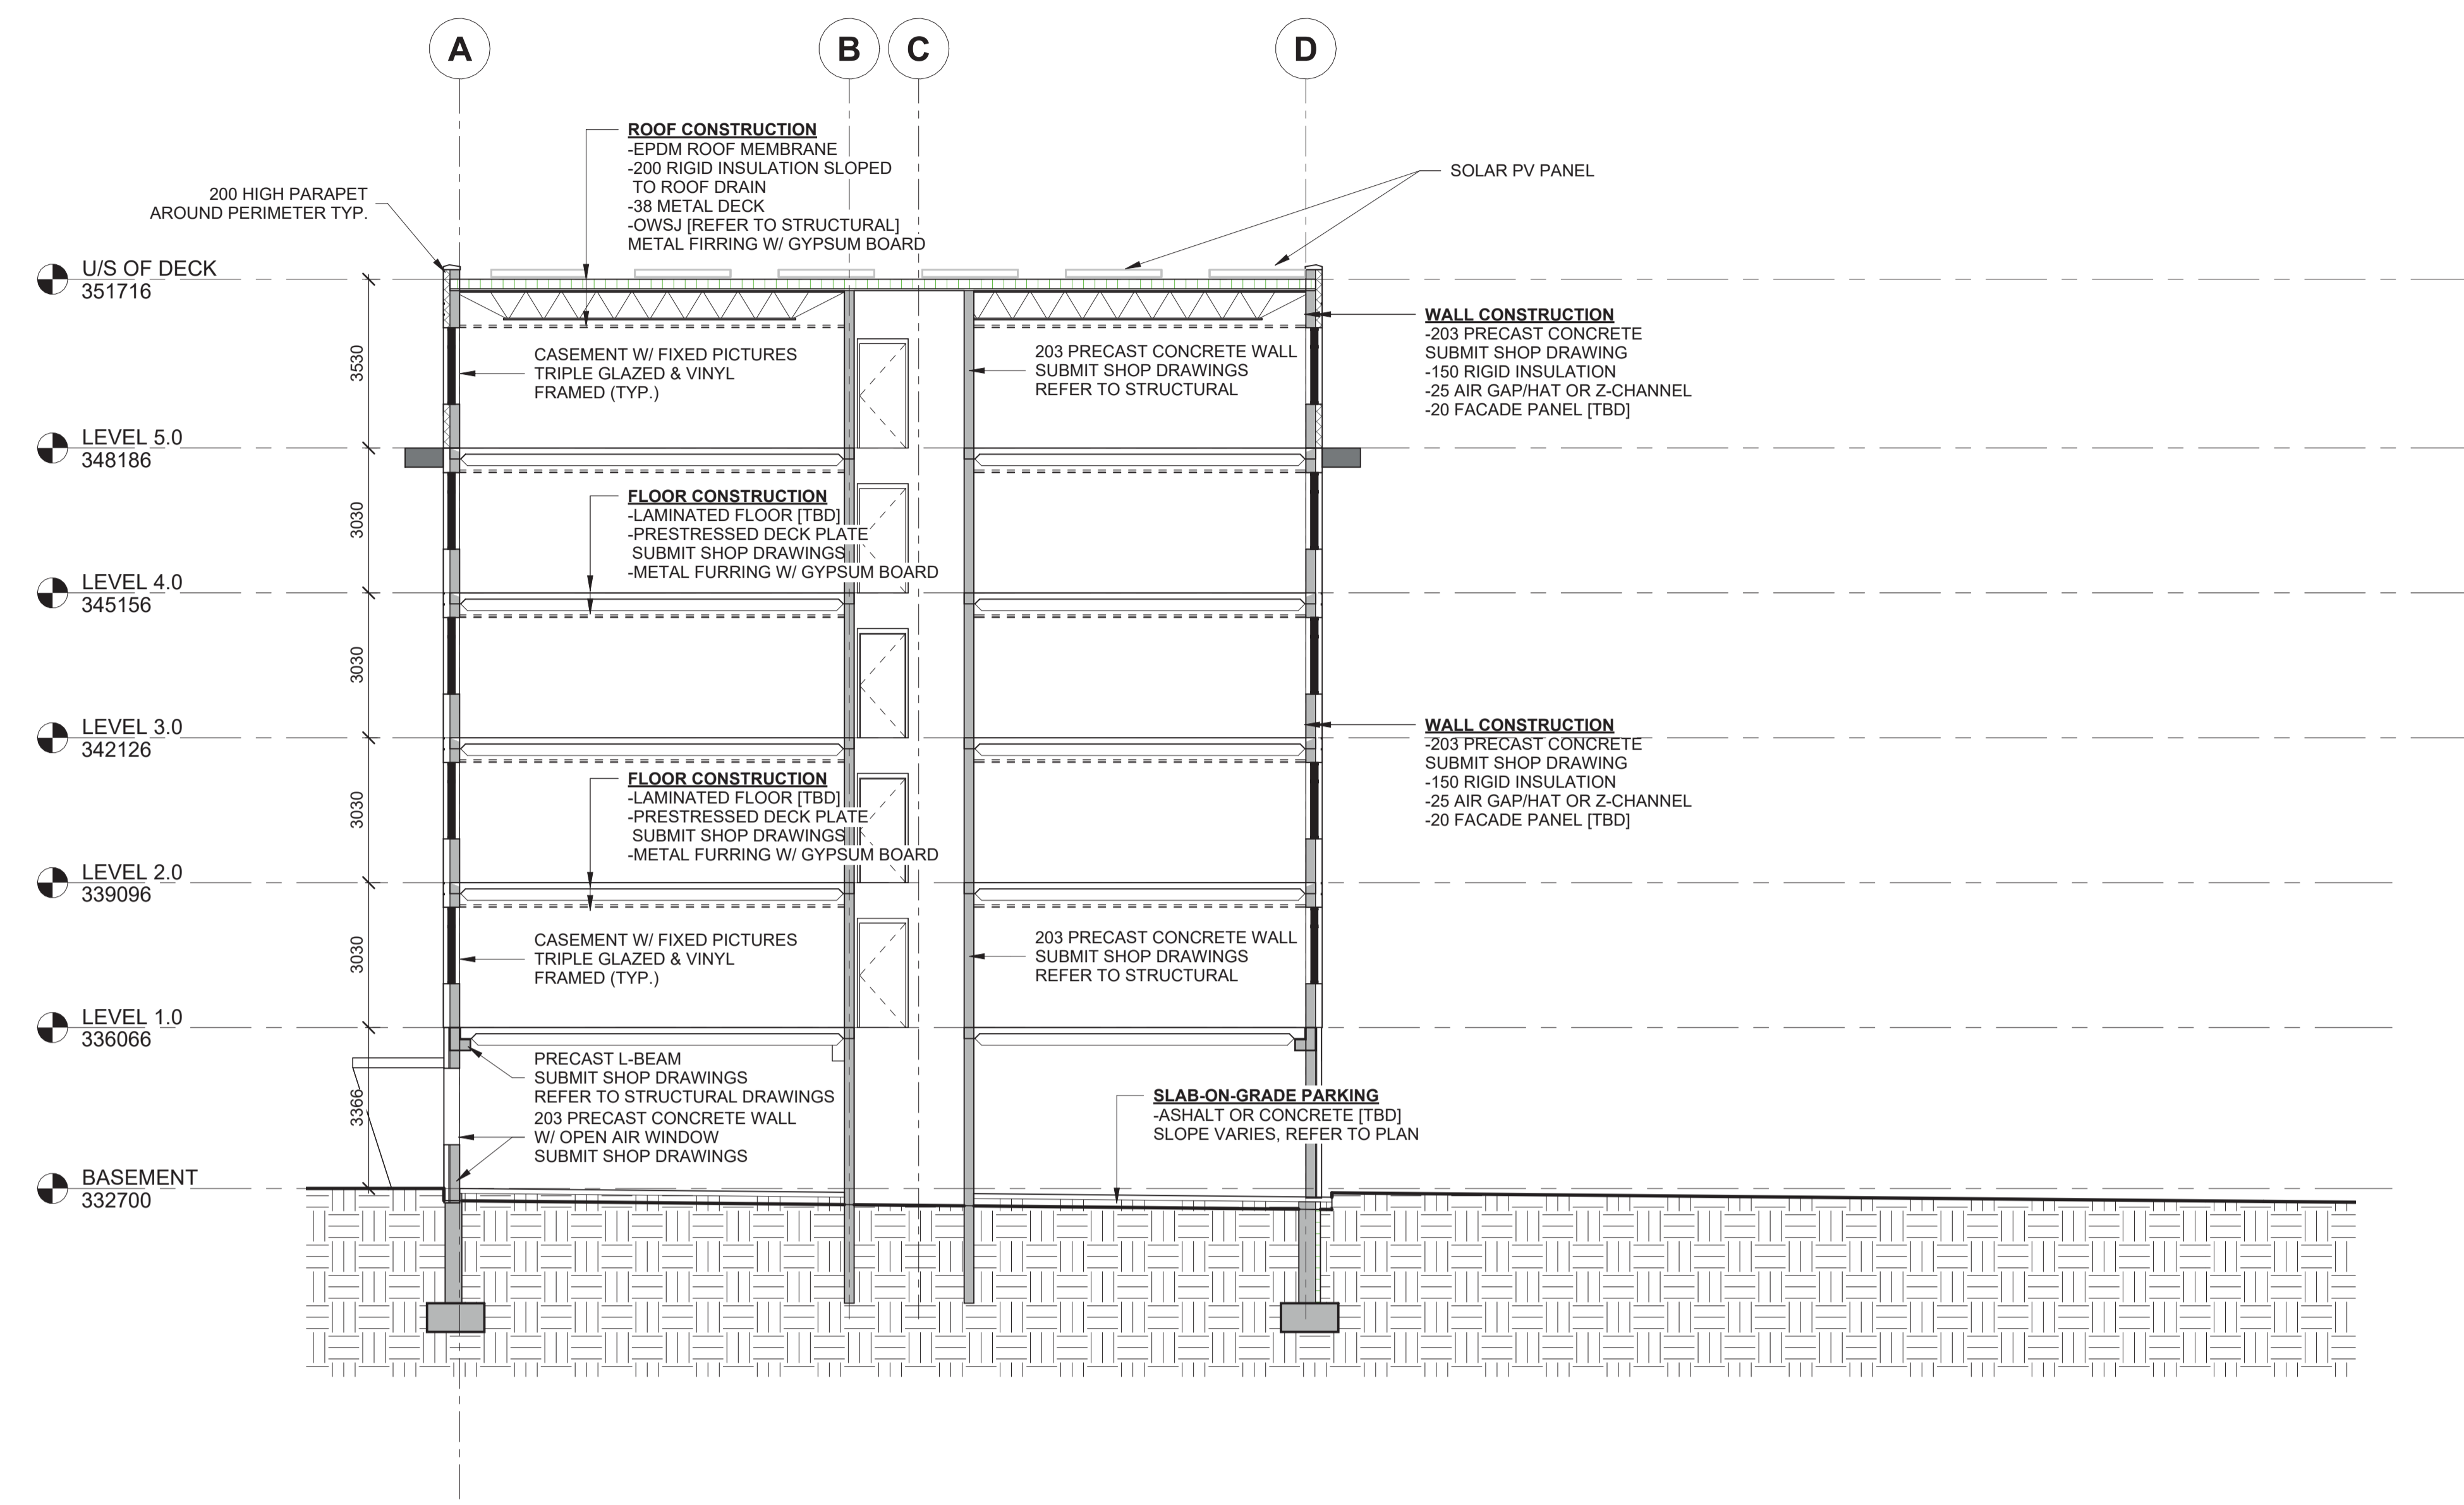 A
B
C
D
ROOF CONSTRUCTION
-EPDM ROOF MEMBRANE
-200 RIGID INSULATION SLOPED
TO ROOF DRAIN
-38 METAL DECK
-OWSJ [REFER TO STRUCTURAL]
METAL FIRRING W/ GYPSUM BOARD
SOLAR PV PANEL
200 HIGH PARAPET
AROUND PERIMETER TYP.
U/S OF DECK
351716
WALL CONSTRUCTION
-203 PRECAST CONCRETE
SUBMIT SHOP DRAWING
-150 RIGID INSULATION
-25 AIR GAP/HAT OR Z-CHANNEL
-20 FACADE PANEL [TBD]
3530
CASEMENT W/ FIXED PICTURES
TRIPLE GLAZED & VINYL
FRAMED (TYP.)
203 PRECAST CONCRETE WALL
SUBMIT SHOP DRAWINGS
REFER TO STRUCTURAL
LEVEL 5.0
348186
3030
FLOOR CONSTRUCTION
-LAMINATED FLOOR [TBD]
-PRESTRESSED DECK PLATE
SUBMIT SHOP DRAWINGS
-METAL FURRING W/ GYPSUM BOARD
LEVEL 4.0
345156
3030
LEVEL 3.0
342126
WALL CONSTRUCTION
-203 PRECAST CONCRETE
SUBMIT SHOP DRAWING
-150 RIGID INSULATION
-25 AIR GAP/HAT OR Z-CHANNEL
-20 FACADE PANEL [TBD]
3030
FLOOR CONSTRUCTION
-LAMINATED FLOOR [TBD]
-PRESTRESSED DECK PLATE
SUBMIT SHOP DRAWINGS
-METAL FURRING W/ GYPSUM BOARD
LEVEL 2.0
339096
3030
CASEMENT W/ FIXED PICTURES
TRIPLE GLAZED & VINYL
FRAMED (TYP.)
203 PRECAST CONCRETE WALL
SUBMIT SHOP DRAWINGS
REFER TO STRUCTURAL
LEVEL 1.0
336066
3366
PRECAST L-BEAM
SUBMIT SHOP DRAWINGS
REFER TO STRUCTURAL DRAWINGS
203 PRECAST CONCRETE WALL
W/ OPEN AIR WINDOW
SUBMIT SHOP DRAWINGS
SLAB-ON-GRADE PARKING
-ASHALT OR CONCRETE [TBD]
SLOPE VARIES, REFER TO PLAN
BASEMENT
332700